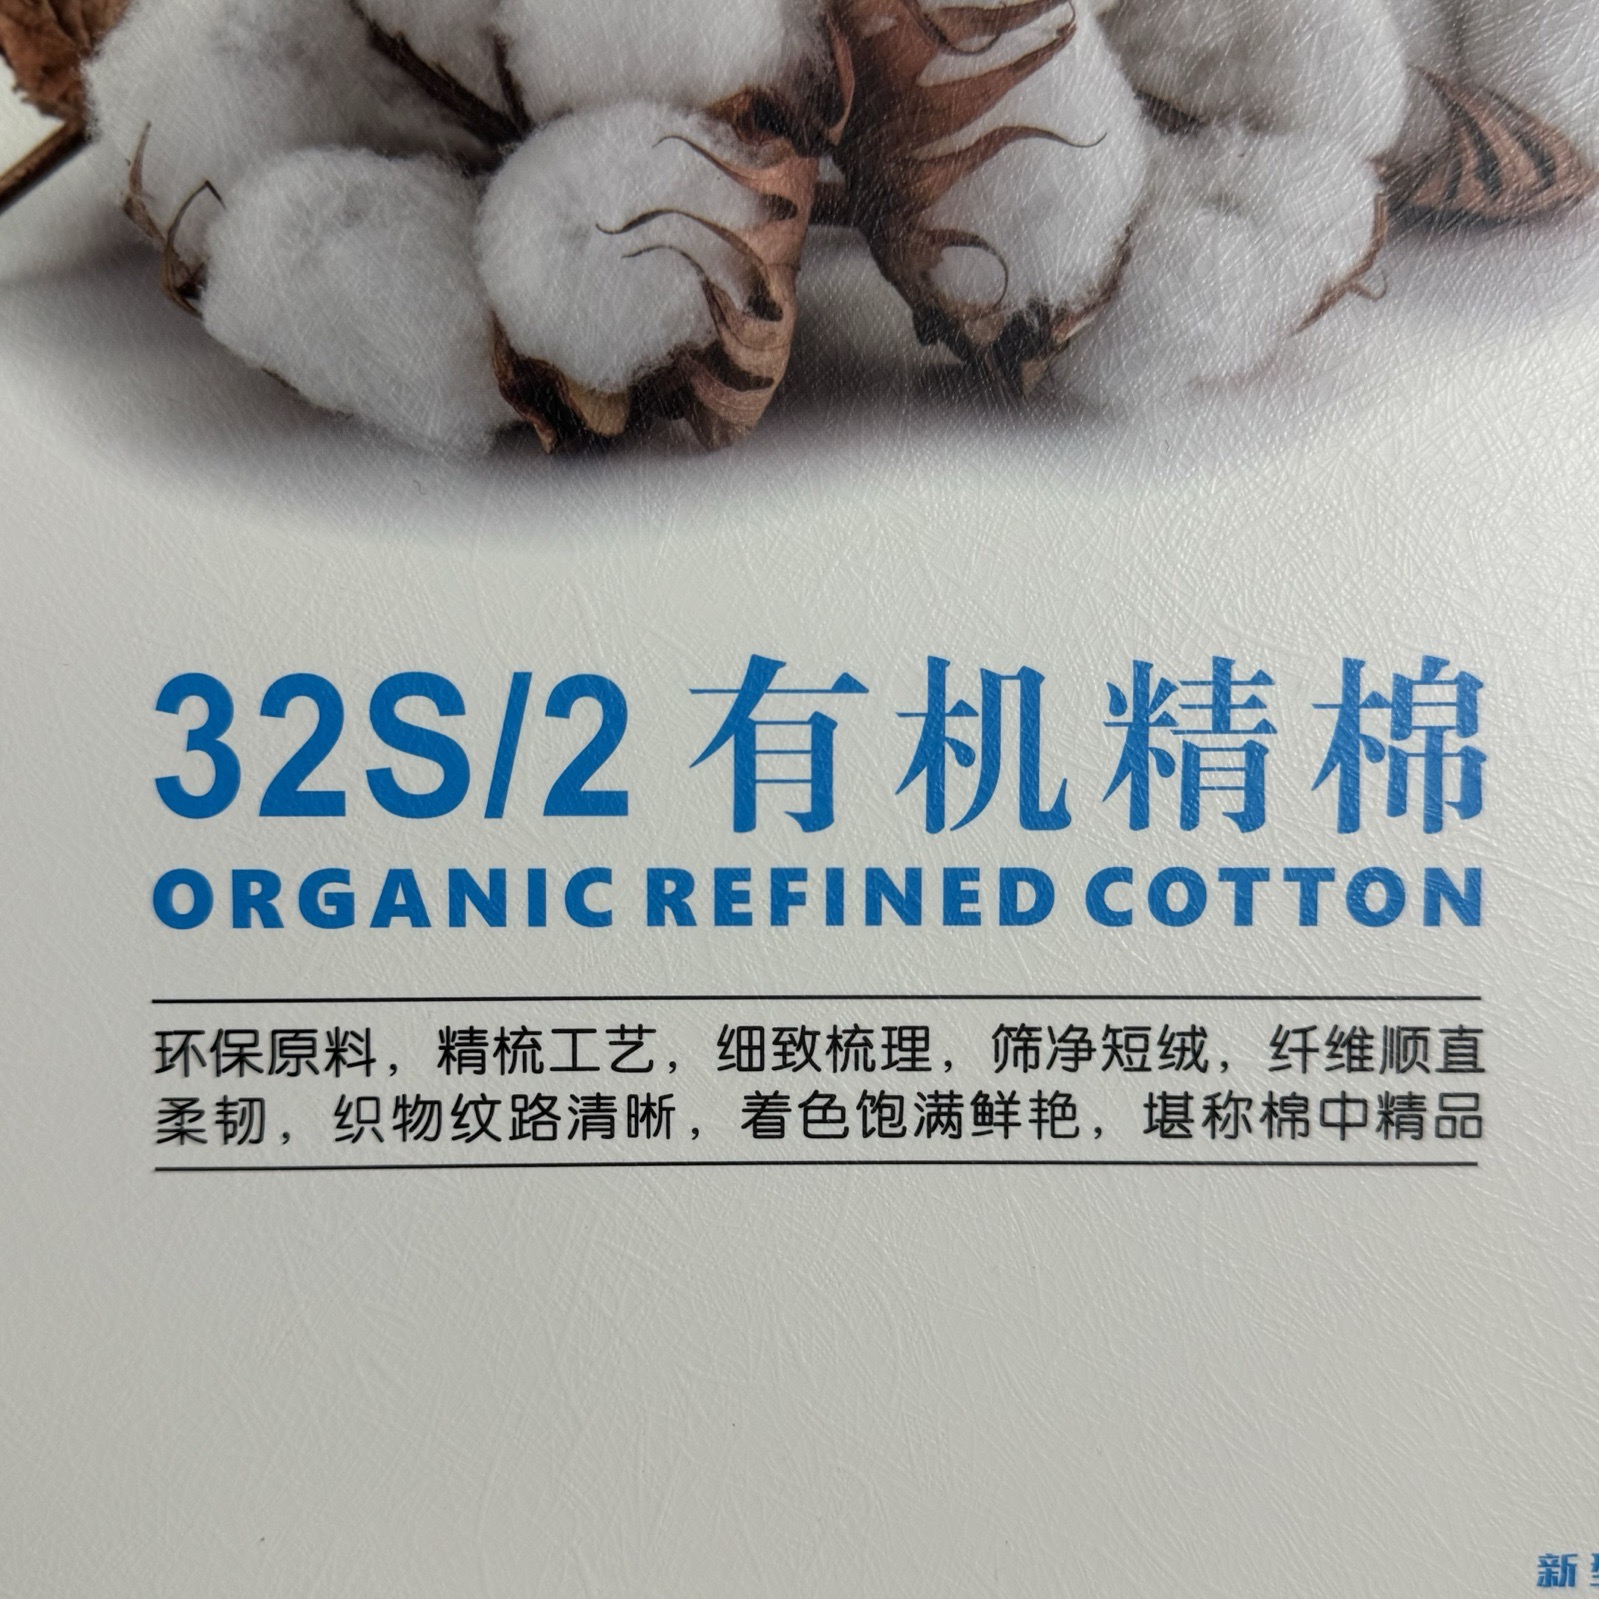 32S/2 有机精棉
ORGANIC REFINED COTTON
环保原料，精梳工艺，细致梳理，筛净短绒，纤维顺直
柔韧，织物纹路清晰，着色饱满鲜艳，堪称棉中精品
新